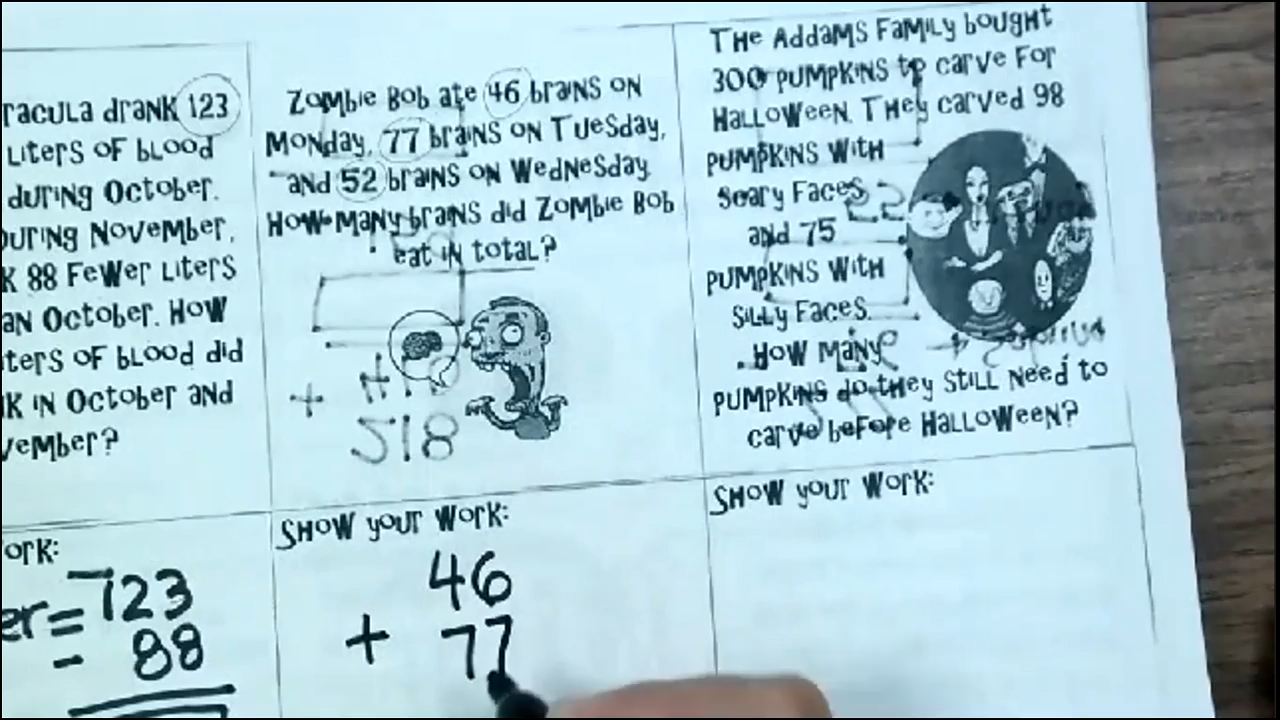 racula drank 123
Liters of blood
during October.
During November,
k 88 Fewer Liters
an October. How
ters of blood did
k in October and
vember?
Zombie Bob ate 46 brains on
Monday, 77 brains on Tuesday,
and 52 brains on Wednesday.
How many brains did Zombie Bob
eat in total?
The Addams Family bought
300 pumpkins to carve for
Halloween. They carved 98
pumpkins with
scary faces
and 75
pumpkins with
silly faces.
How many
pumpkins do they still need to
carve before Halloween?
ork:
er = 123
- 88
Show your work:
46
+ 77
Show your work: